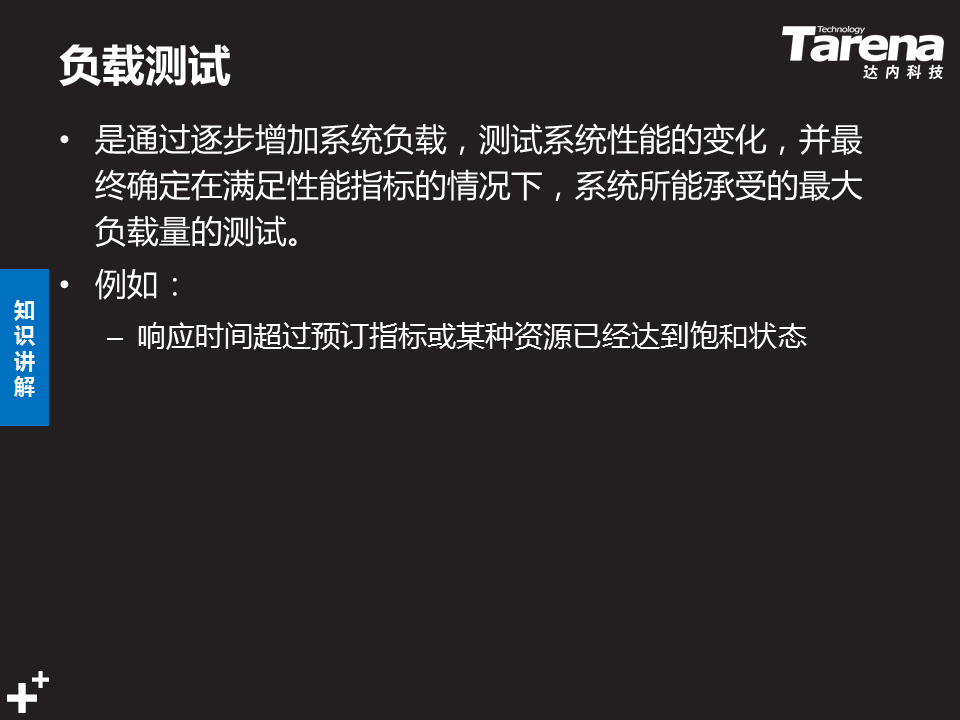 负载测试
Technology
Tarena
达内科技
• 是通过逐步增加系统负载，测试系统性能的变化，并最
终确定在满足性能指标的情况下，系统所能承受的最大
负载量的测试。
• 例如：
– 响应时间超过预订指标或某种资源已经达到饱和状态
知
识
讲
解